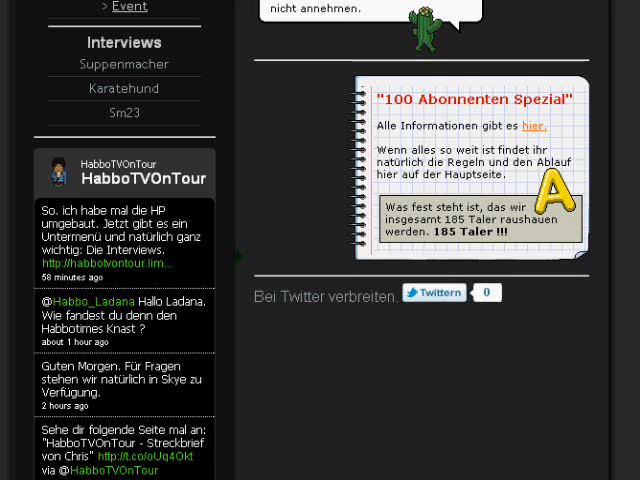 > Event
Interviews
Suppenmacher
Karatehund
Sm23
HabboTVOnTour
HabboTVOnTour
So. ich habe mal die HP
umgebaut. Jetzt gibt es ein
Untermenü und natürlich ganz
wichtig: Die Interviews.
http://habbotvontour.lim...
58 minutes ago
@Habbo_Ladana Hallo Ladana.
Wie fandest du denn den
Habbotimes Knast ?
about 1 hour ago
Guten Morgen. Für Fragen
stehen wir natürlich in Skye zu
Verfügung.
2 hours ago
Sehe dir folgende Seite mal an:
"HabboTVOnTour - Streckbrief
von Chris" http://t.co/oUq4Okt
via @HabboTVOnTour
nicht annehmen.
"100 Abonnenten Spezial"
Alle Informationen gibt es hier.
Wenn alles so weit ist findet ihr
natürlich die Regeln und den Ablauf
hier auf der Hauptseite.
A
Was fest steht ist, das wir
insgesamt 185 Taler raushauen
werden. 185 Taler !!!
Bei Twitter verbreiten. Twittern 0